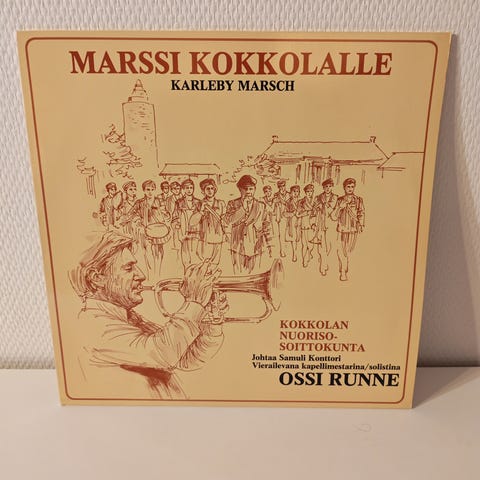 MARSSI KOKKOLALLE
KARLEBY MARSCH
KOKKOLAN
NUORISO-
SOITTOKUNTA
Johtaa Samuli Konttori
Vierailevana kapellimestarina/solistina
OSSI RUNNE